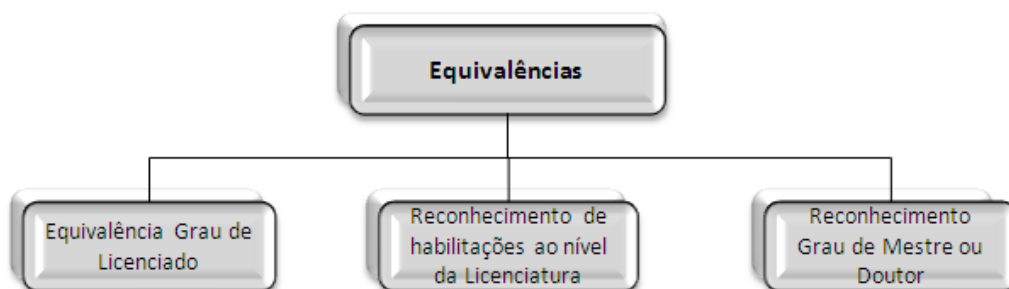 Equivalências
Equivalência Grau de
Licenciado
Reconhecimento de
habilitações ao nível
da Licenciatura
Reconhecimento
Grau de Mestre ou
Doutor